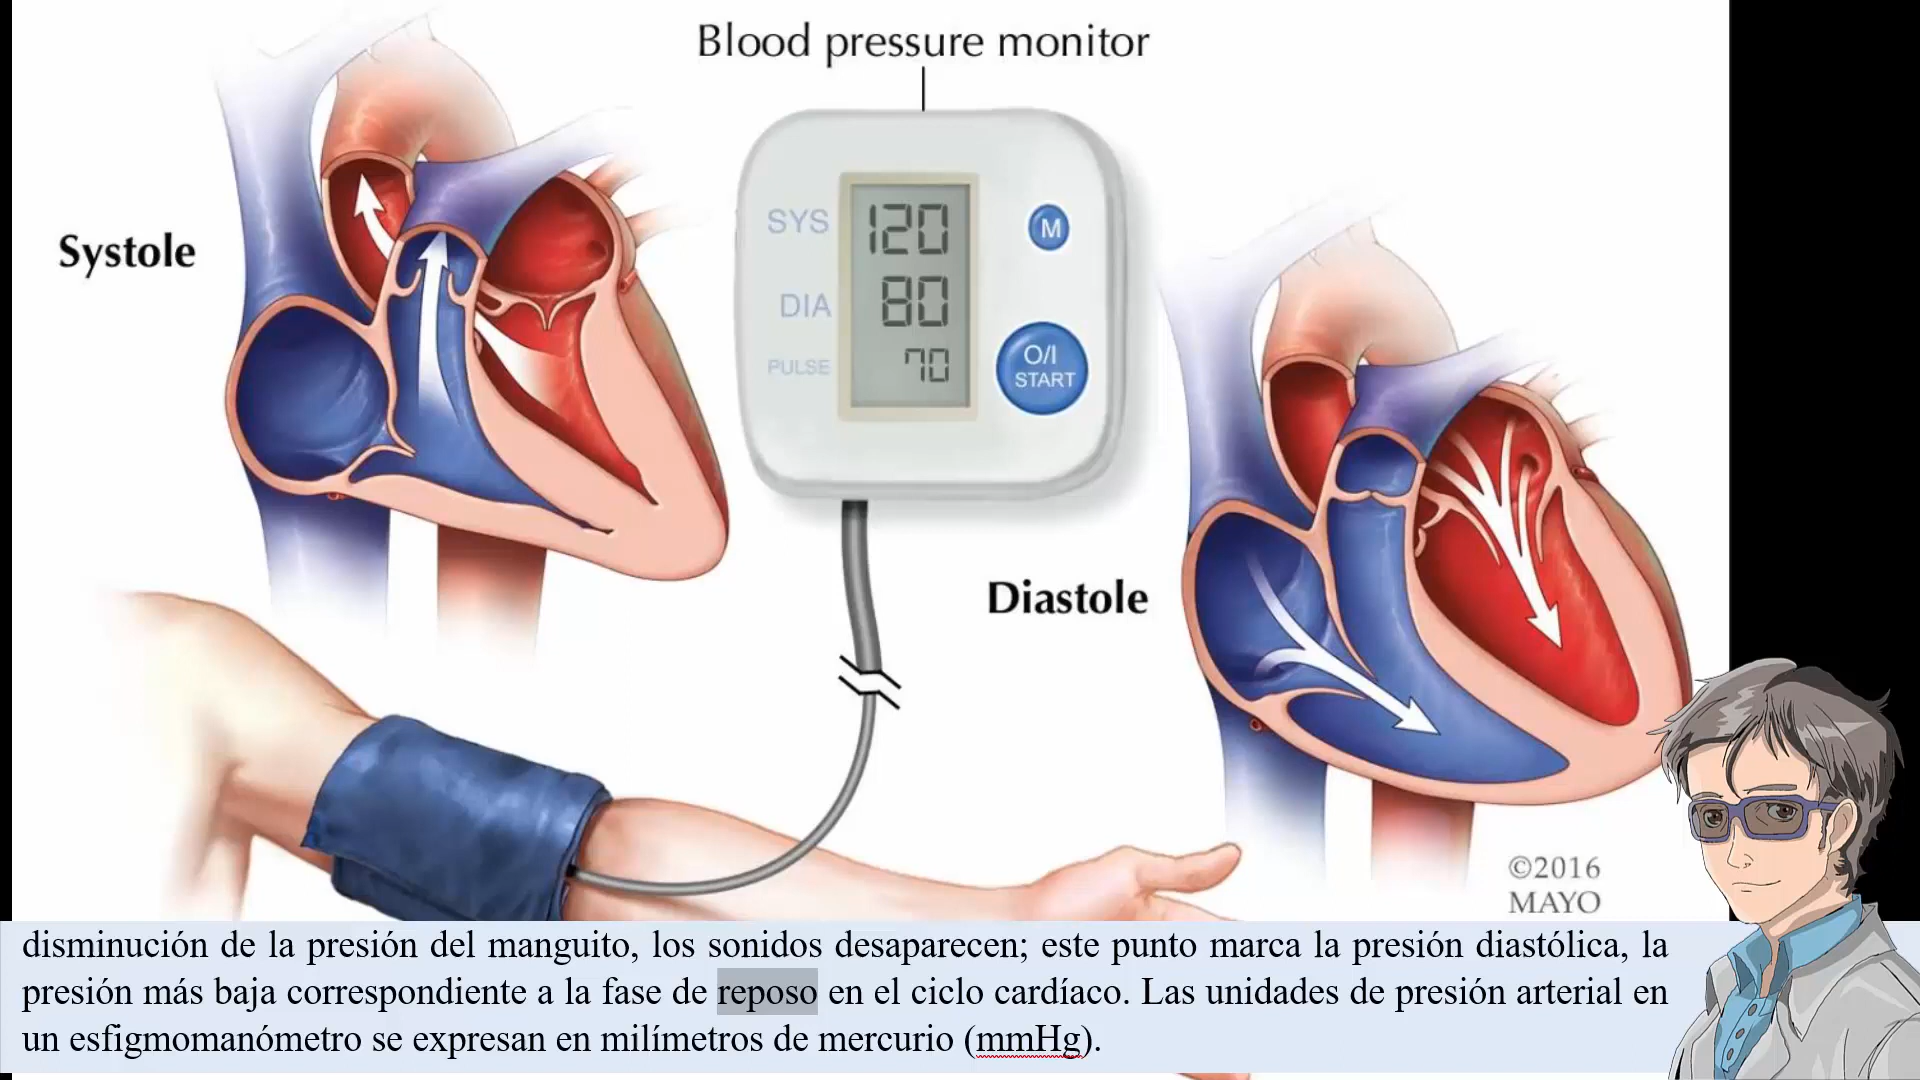 Blood pressure monitor
Systole
SYS
120
M
DIA
80
PULSE
70
O/I
START
Diastole
©2016
MAYO
disminución de la presión del manguito, los sonidos desaparecen; este punto marca la presión diastólica, la
presión más baja correspondiente a la fase de reposo en el ciclo cardíaco. Las unidades de presión arterial en
un esfigmomanómetro se expresan en milímetros de mercurio (mmHg).